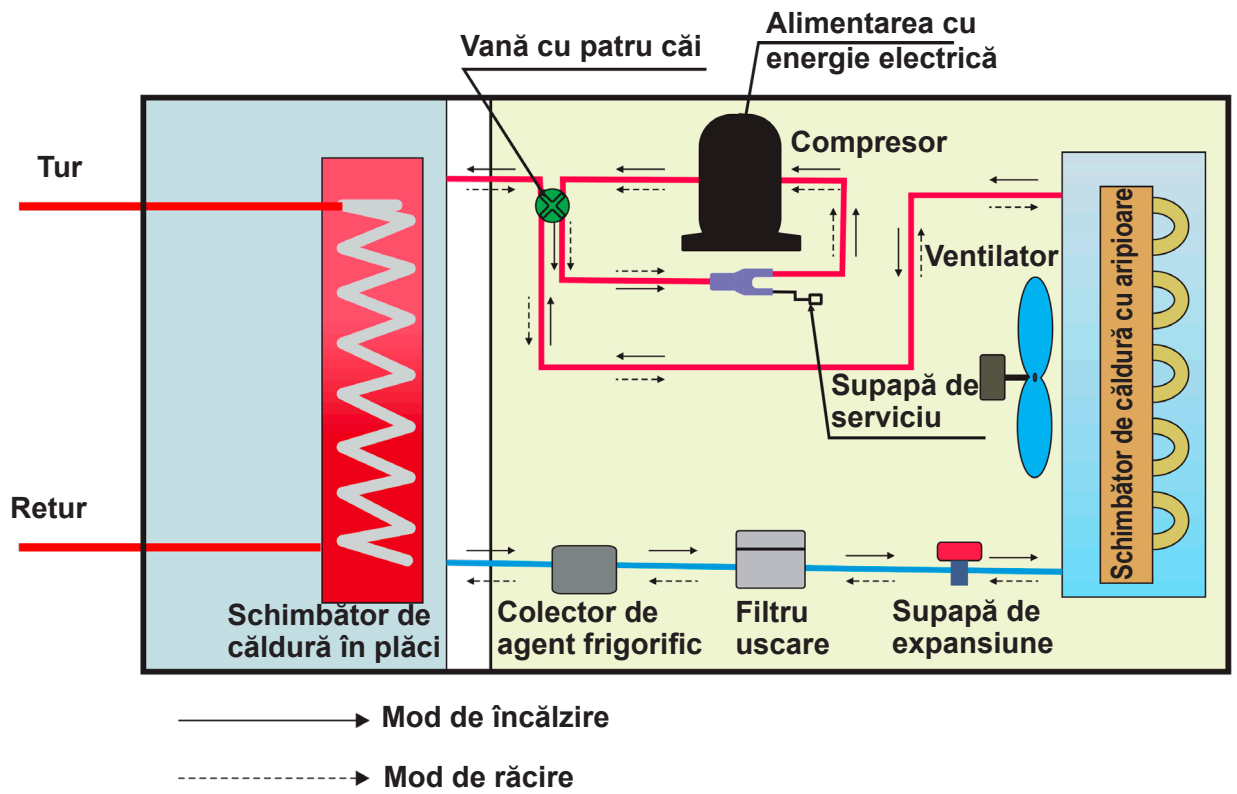 Alimentarea cu
energie electrică
Vană cu patru căi
Compresor
Tur
Ventilator
Schimbător de căldură cu aripioare
Supapă de
serviciu
Retur
Schimbător de
căldură în plăci
Colector de
agent frigorific
Filtru
uscare
Supapă de
expansiune
Mod de încălzire
Mod de răcire